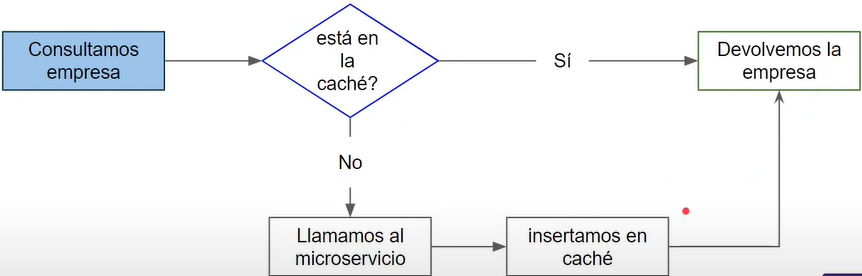 Consultamos
empresa
está en
la
caché?
Sí
Devolvemos la
empresa
No
Llamamos al
microservicio
insertamos en
caché